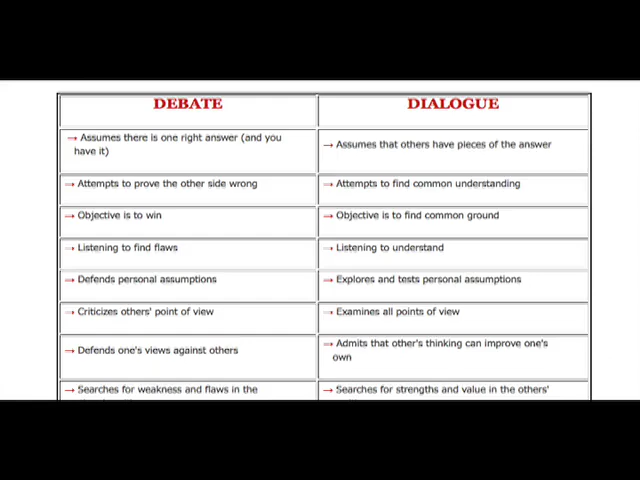 DEBATE
DIALOGUE
→ Assumes there is one right answer (and you
have it)
→ Assumes that others have pieces of the answer
→ Attempts to prove the other side wrong
→ Attempts to find common understanding
→ Objective is to win
→ Objective is to find common ground
→ Listening to find flaws
→ Listening to understand
→ Defends personal assumptions
→ Explores and tests personal assumptions
→ Criticizes others' point of view
→ Examines all points of view
→ Defends one's views against others
→ Admits that other's thinking can improve one's
own
→ Searches for weakness and flaws in the
→ Searches for strengths and value in the others'